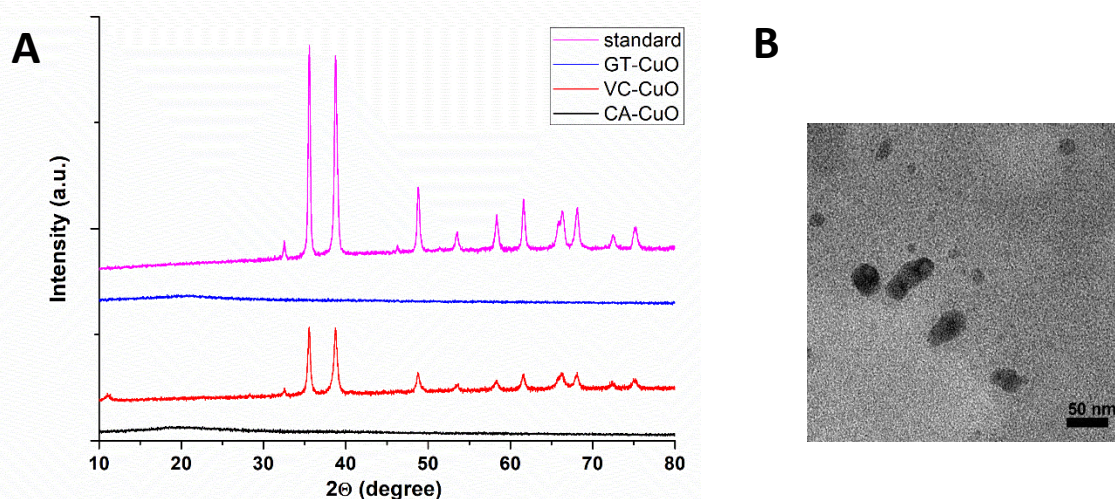 A
B
standard
GT-CuO
VC-CuO
CA-CuO
Intensity (a.u.)
10 20 30 40 50 60 70 80
2Θ (degree)
50 nm